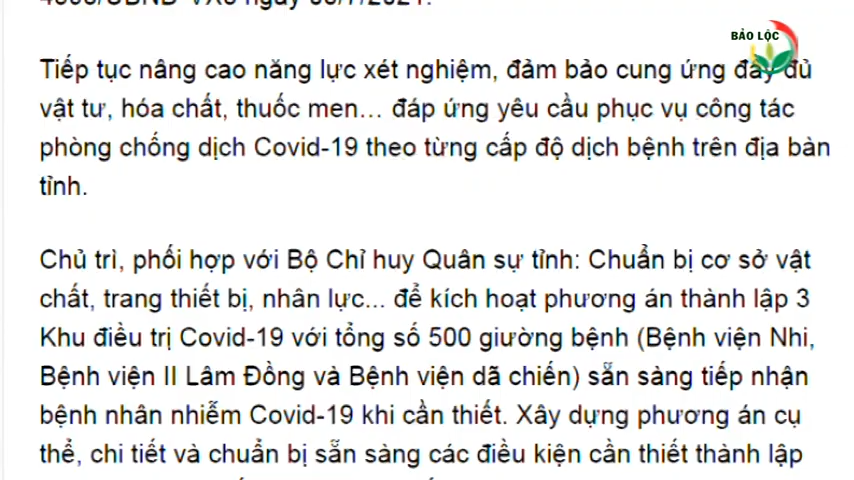 BẢO LỘC
Tiếp tục nâng cao năng lực xét nghiệm, đảm bảo cung ứng đầy đủ
vật tư, hóa chất, thuốc men... đáp ứng yêu cầu phục vụ công tác
phòng chống dịch Covid-19 theo từng cấp độ dịch bệnh trên địa bàn
tỉnh.
Chủ trì, phối hợp với Bộ Chỉ huy Quân sự tỉnh: Chuẩn bị cơ sở vật
chất, trang thiết bị, nhân lực... để kích hoạt phương án thành lập 3
Khu điều trị Covid-19 với tổng số 500 giường bệnh (Bệnh viện Nhi,
Bệnh viện II Lâm Đồng và Bệnh viện dã chiến) sẵn sàng tiếp nhận
bệnh nhân nhiễm Covid-19 khi cần thiết. Xây dựng phương án cụ
thể, chi tiết và chuẩn bị sẵn sàng các điều kiện cần thiết thành lập